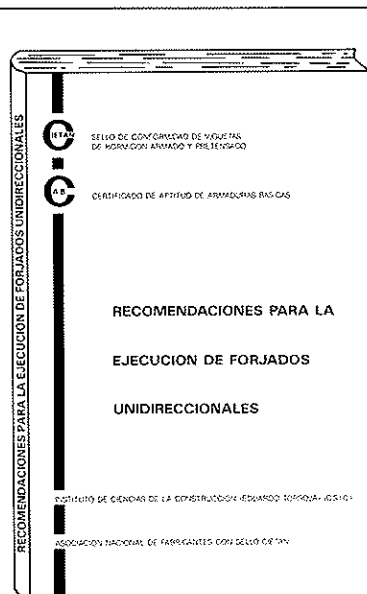 RECOMENDACIONES PARA LA EJECUCION DE FORJADOS UNIDIRECCIONALES
CIETAN
SELLO DE CONFORMIDAD DE VIGUETAS
DE HORMIGON ARMADO Y PRETENSADO
CAB
CERTIFICADO DE APTITUD DE ARMADURAS BASICAS
RECOMENDACIONES PARA LA
EJECUCION DE FORJADOS
UNIDIRECCIONALES
INSTITUTO DE CIENCIAS DE LA CONSTRUCCION «EDUARDO TORROJA»
ASOCIACION NACIONAL DE FABRICANTES CON SELLO CIETAN